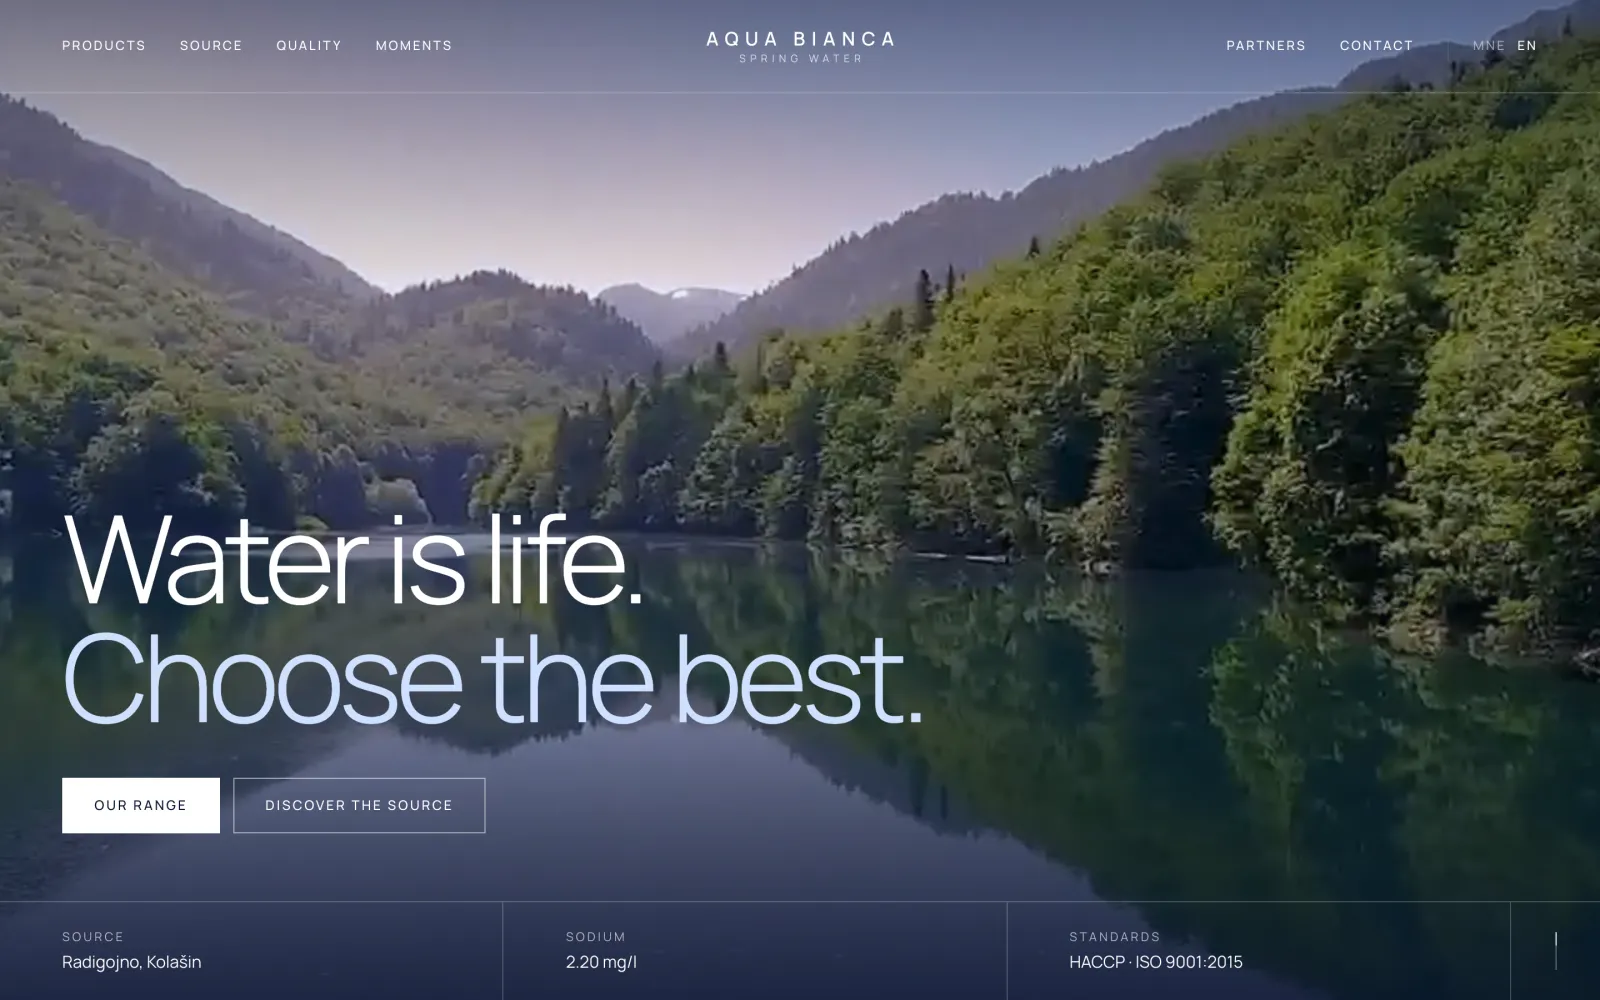 PRODUCTS SOURCE QUALITY MOMENTS
AQUA BIANCA
SPRING WATER
PARTNERS CONTACT MNE EN
Water is life.
Choose the best.
OUR RANGE DISCOVER THE SOURCE
SOURCE
Radigojno, Kolašin
SODIUM
2.20 mg/l
STANDARDS
HACCP · ISO 9001:2015